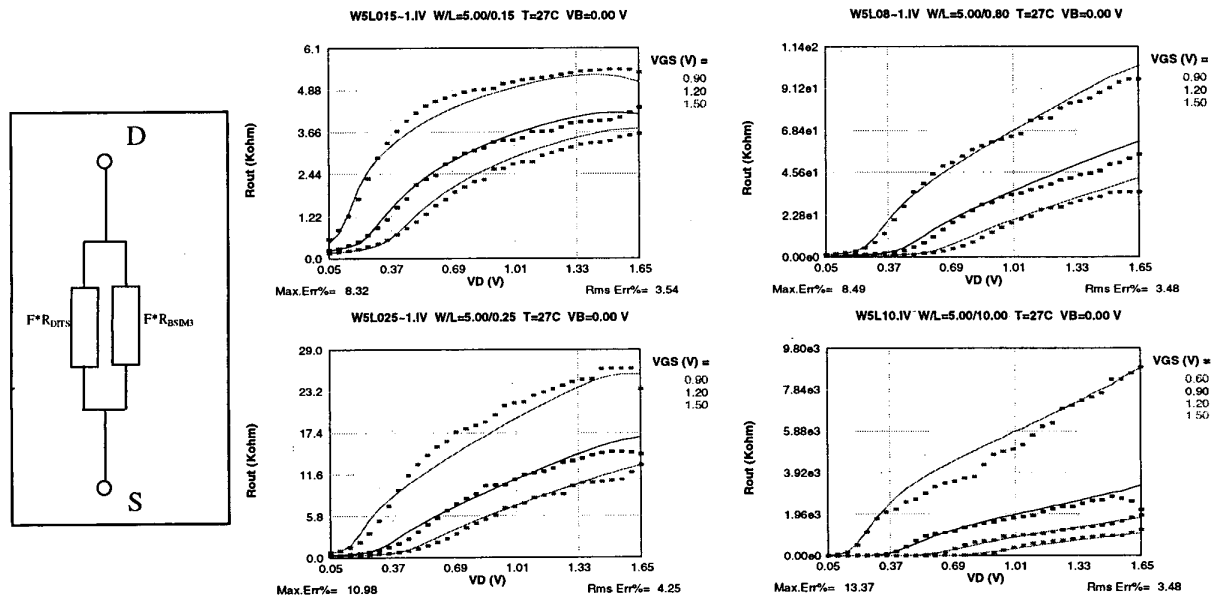 D
F*RDITS
F*RBSIM3
S
W5L015~1.IV W/L=5.00/0.15 T=27C VB=0.00 V
Rout (Kohm)
6.1
4.88
3.66
2.44
1.22
0.0
0.05 0.37 0.69 1.01 1.33 1.65
VD (V)
Max.Err%= 8.32
Rms Err%= 3.54
VGS (V) =
0.90
1.20
1.50
W5L08~1.IV W/L=5.00/0.80 T=27C VB=0.00 V
Rout (Kohm)
1.14e2
9.12e1
6.84e1
4.56e1
2.28e1
0.00e0
0.05 0.37 0.69 1.01 1.33 1.65
VD (V)
Max.Err%= 8.49
Rms Err%= 3.48
VGS (V) =
0.90
1.20
1.50
W5L025~1.IV W/L=5.00/0.25 T=27C VB=0.00 V
Rout (Kohm)
29.0
23.2
17.4
11.6
5.8
0.0
0.05 0.37 0.69 1.01 1.33 1.65
VD (V)
Max.Err%= 10.98
Rms Err%= 4.25
VGS (V) =
0.90
1.20
1.50
W5L10.IV W/L=5.00/10.00 T=27C VB=0.00 V
Rout (Kohm)
9.80e3
7.84e3
5.88e3
3.92e3
1.96e3
0.00e0
0.05 0.37 0.69 1.01 1.33 1.65
VD (V)
Max.Err%= 13.37
Rms Err%= 3.48
VGS (V) =
0.60
0.90
1.20
1.50